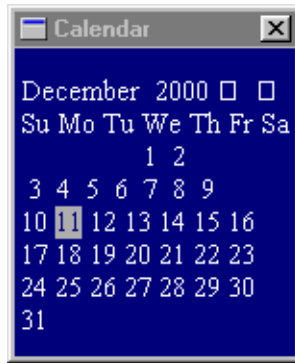 Calendar
December 2000
Su Mo Tu We Th Fr Sa
1 2
3 4 5 6 7 8 9
10 11 12 13 14 15 16
17 18 19 20 21 22 23
24 25 26 27 28 29 30
31